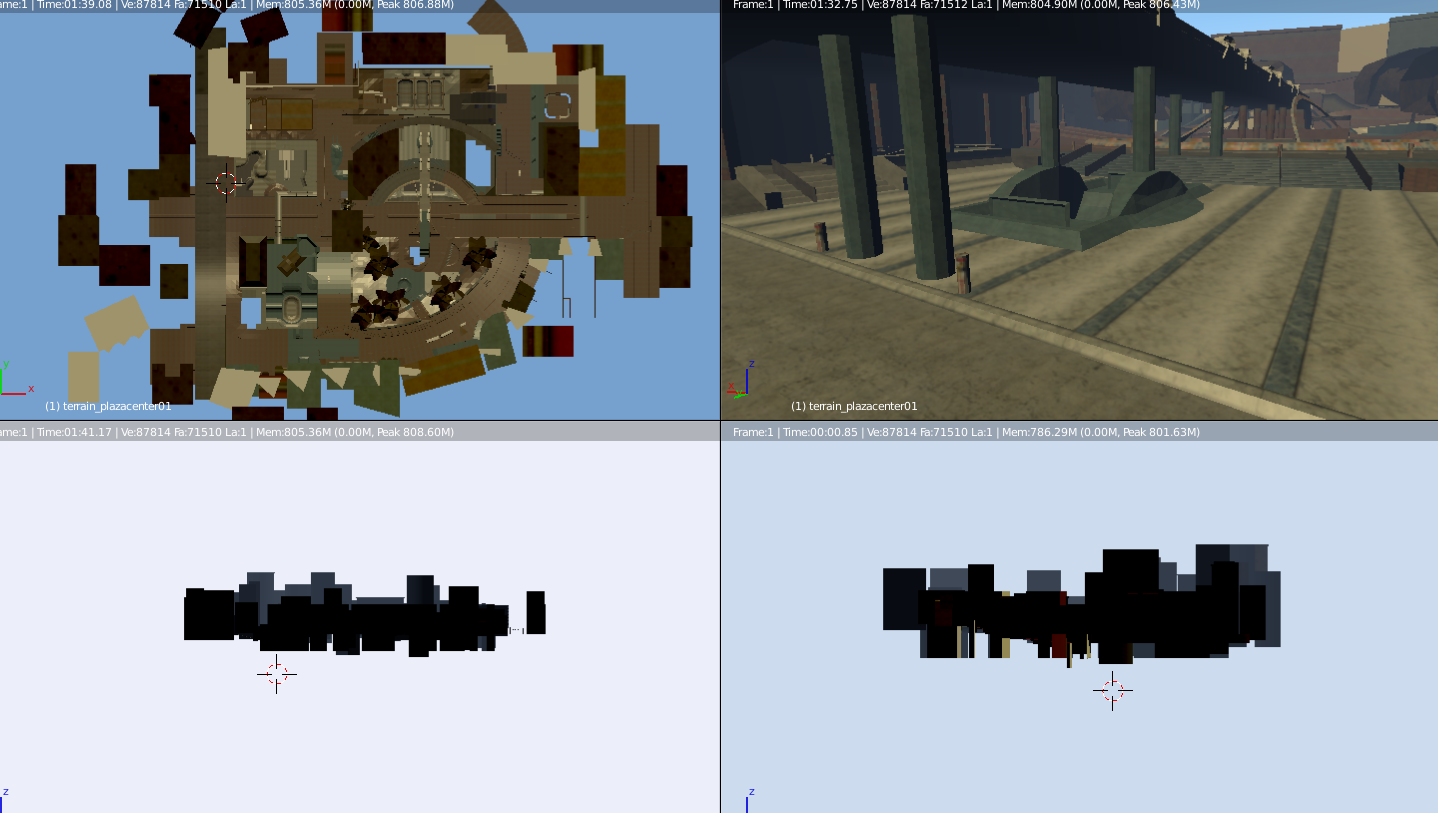 ame:1 | Time:01:39.08 | Ve:87814 Fa:71510 La:1 | Mem:805.36M (0.00M, Peak 806.88M)
Frame:1 | Time:01:32.75 | Ve:87814 Fa:71512 La:1 | Mem:804.90M (0.00M, Peak 806.43M)
y
x
(1) terrain_plazacenter01
z
x
(1) terrain_plazacenter01
ame:1 | Time:01:41.17 | Ve:87814 Fa:71510 La:1 | Mem:805.36M (0.00M, Peak 808.60M)
Frame:1 | Time:00:00.85 | Ve:87814 Fa:71510 La:1 | Mem:786.29M (0.00M, Peak 801.63M)
z
z